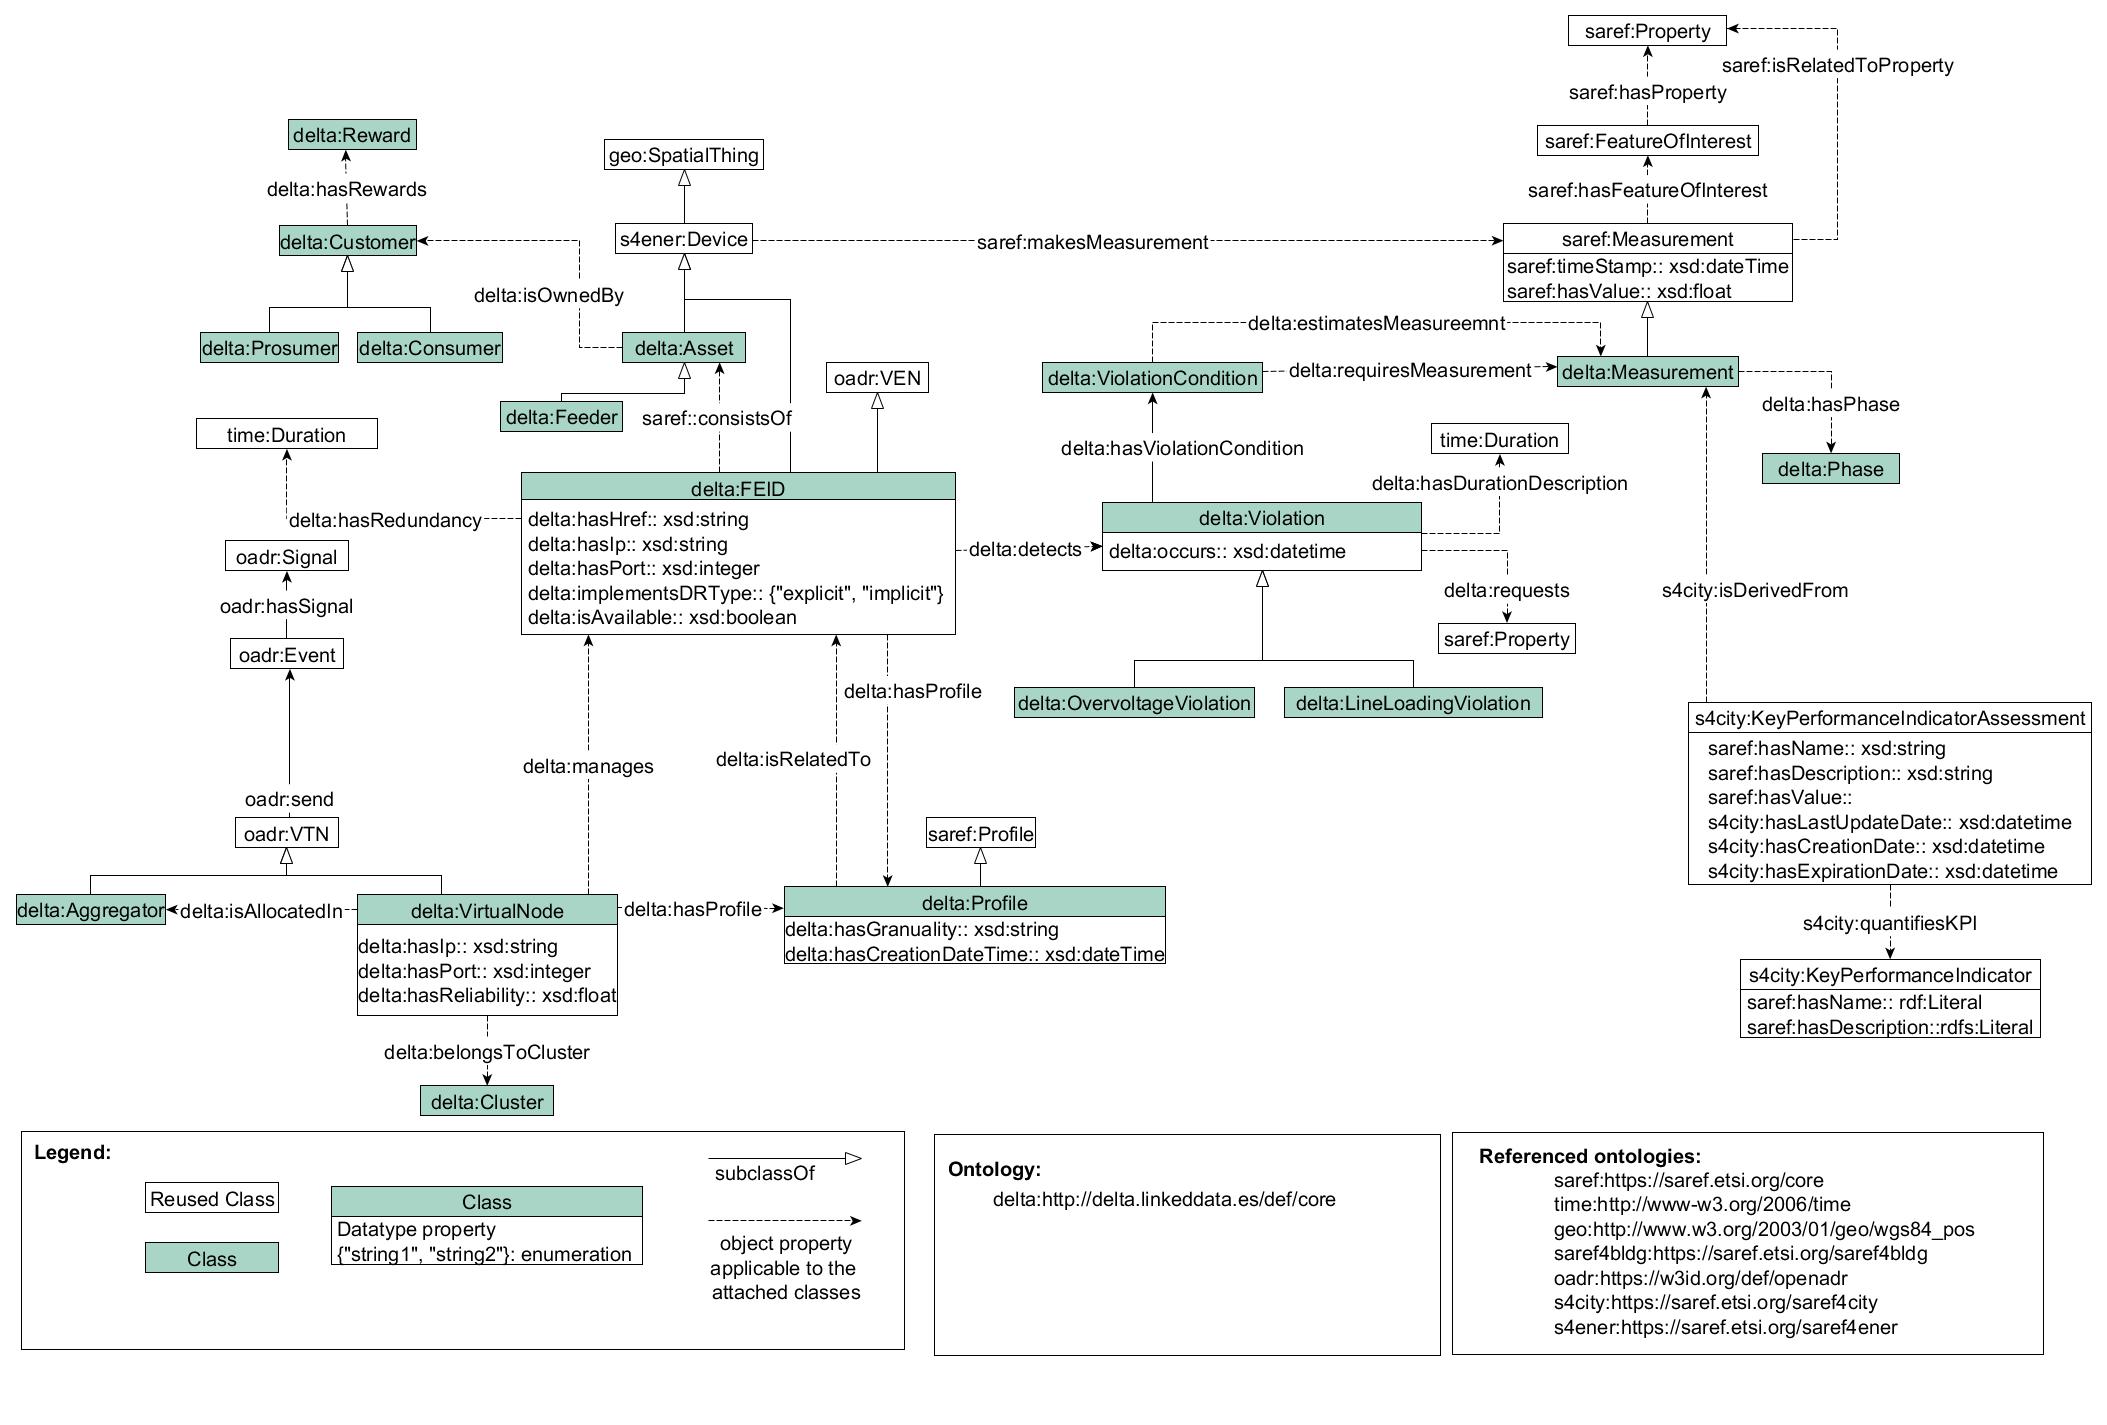 saref:Property
saref:isRelatedToProperty
saref:hasProperty
delta:Reward
saref:FeatureOfInterest
geo:SpatialThing
delta:hasRewards
saref:hasFeatureOfInterest
delta:Customer
s4ener:Device
saref:makesMeasurement
saref:Measurement
saref:timeStamp:: xsd:dateTime
saref:hasValue:: xsd:float
delta:isOwnedBy
delta:estimatesMeasureemnt
delta:Prosumer
delta:Consumer
delta:Asset
oadr:VEN
delta:ViolationCondition
delta:requiresMeasurement
delta:Measurement
delta:hasPhase
delta:Feeder
saref::consistsOf
time:Duration
delta:hasViolationCondition
time:Duration
delta:Phase
delta:hasDurationDescription
delta:FEID
delta:hasHref:: xsd:string
delta:hasIp:: xsd:string
delta:hasPort:: xsd:integer
delta:implementsDRType:: {"explicit", "implicit"}
delta:isAvailable:: xsd:boolean
delta:hasRedundancy
delta:detects
delta:Violation
delta:occurs:: xsd:datetime
oadr:Signal
oadr:hasSignal
delta:requests
s4city:isDerivedFrom
oadr:Event
saref:Property
delta:hasProfile
delta:OvervoltageViolation
delta:LineLoadingViolation
s4city:KeyPerformanceIndicatorAssessment
saref:hasName:: xsd:string
saref:hasDescription:: xsd:string
saref:hasValue::
s4city:hasLastUpdateDate:: xsd:datetime
s4city:hasCreationDate:: xsd:datetime
s4city:hasExpirationDate:: xsd:datetime
delta:manages
delta:isRelatedTo
oadr:send
oadr:VTN
saref:Profile
delta:Aggregator
delta:isAllocatedIn
delta:VirtualNode
delta:hasIp:: xsd:string
delta:hasPort:: xsd:integer
delta:hasReliability:: xsd:float
delta:hasProfile
delta:Profile
delta:hasGranuality:: xsd:string
delta:hasCreationDateTime:: xsd:dateTime
s4city:quantifiesKPI
s4city:KeyPerformanceIndicator
saref:hasName:: rdf:Literal
saref:hasDescription::rdfs:Literal
delta:belongsToCluster
delta:Cluster
Legend:
Reused Class
Class
Class
Datatype property
{"string1", "string2"}: enumeration
subclassOf
object property
applicable to the
attached classes
Ontology:
delta:http://delta.linkeddata.es/def/core
Referenced ontologies:
saref:https://saref.etsi.org/core
time:http://www-w3.org/2006/time
geo:http://www.w3.org/2003/01/geo/wgs84_pos
saref4bldg:https://saref.etsi.org/saref4bldg
oadr:https://w3id.org/def/openadr
s4city:https://saref.etsi.org/saref4city
s4ener:https://saref.etsi.org/saref4ener